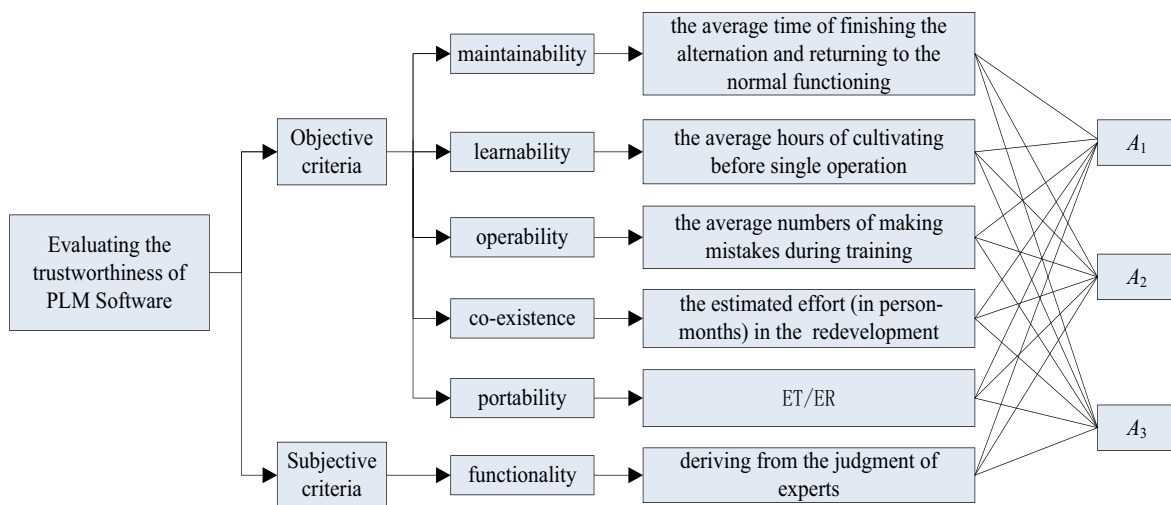 Evaluating the
trustworthiness of
PLM Software
Objective
criteria
Subjective
criteria
maintainability
learnability
operability
co-existence
portability
functionality
the average time of finishing the
alternation and returning to the
normal functioning
the average hours of cultivating
before single operation
the average numbers of making
mistakes during training
the estimated effort (in person-
months) in the redevelopment
ET/ER
deriving from the judgment of
experts
A1
A2
A3